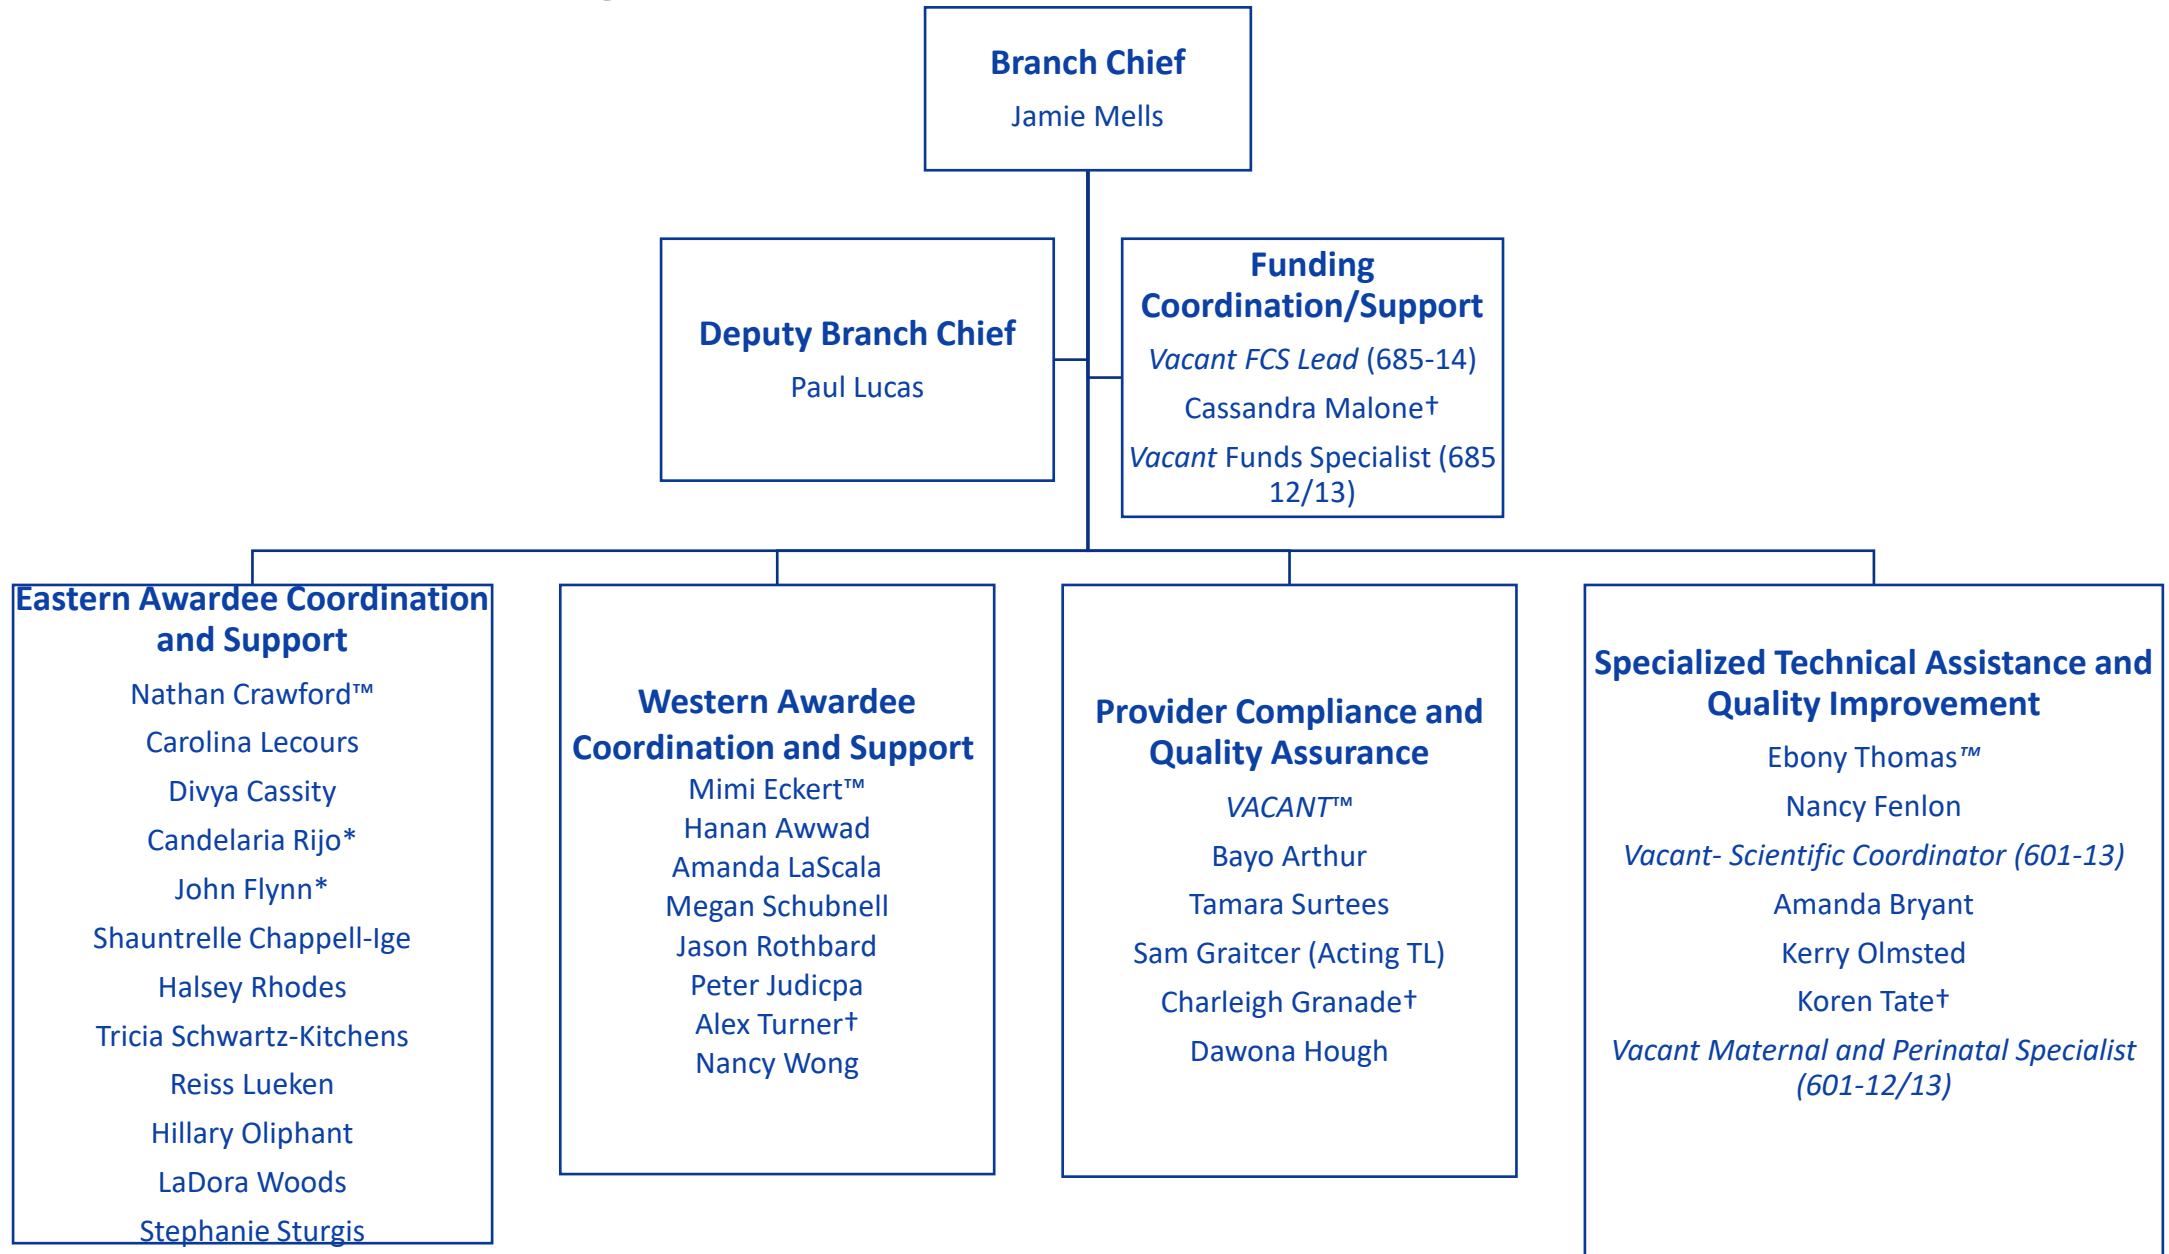 Branch Chief
Jamie Mells
Deputy Branch Chief
Paul Lucas
Funding
Coordination/Support
Vacant FCS Lead (685-14)
Cassandra Malone†
Vacant Funds Specialist (685
12/13)
Eastern Awardee Coordination
and Support
Nathan Crawford™
Carolina Lecours
Divya Cassity
Candelaria Rijo*
John Flynn*
Shauntrelle Chappell-Ige
Halsey Rhodes
Tricia Schwartz-Kitchens
Reiss Lueken
Hillary Oliphant
LaDora Woods
Stephanie Sturgis
Western Awardee
Coordination and Support
Mimi Eckert™
Hanan Awwad
Amanda LaScala
Megan Schubnell
Jason Rothbard
Peter Judicpa
Alex Turner†
Nancy Wong
Provider Compliance and
Quality Assurance
VACANT™
Bayo Arthur
Tamara Surtees
Sam Graitcer (Acting TL)
Charleigh Granade†
Dawona Hough
Specialized Technical Assistance and
Quality Improvement
Ebony Thomas™
Nancy Fenlon
Vacant- Scientific Coordinator (601-13)
Amanda Bryant
Kerry Olmsted
Koren Tate†
Vacant Maternal and Perinatal Specialist
(601-12/13)